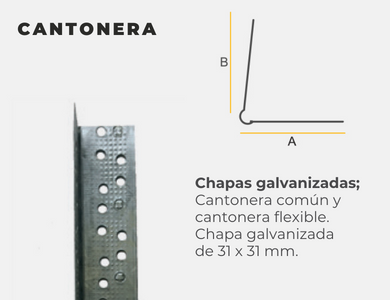 CANTONERA
B
A
Chapas galvanizadas;
Cantonera común y
cantonera flexible.
Chapa galvanizada
de 31 x 31 mm.